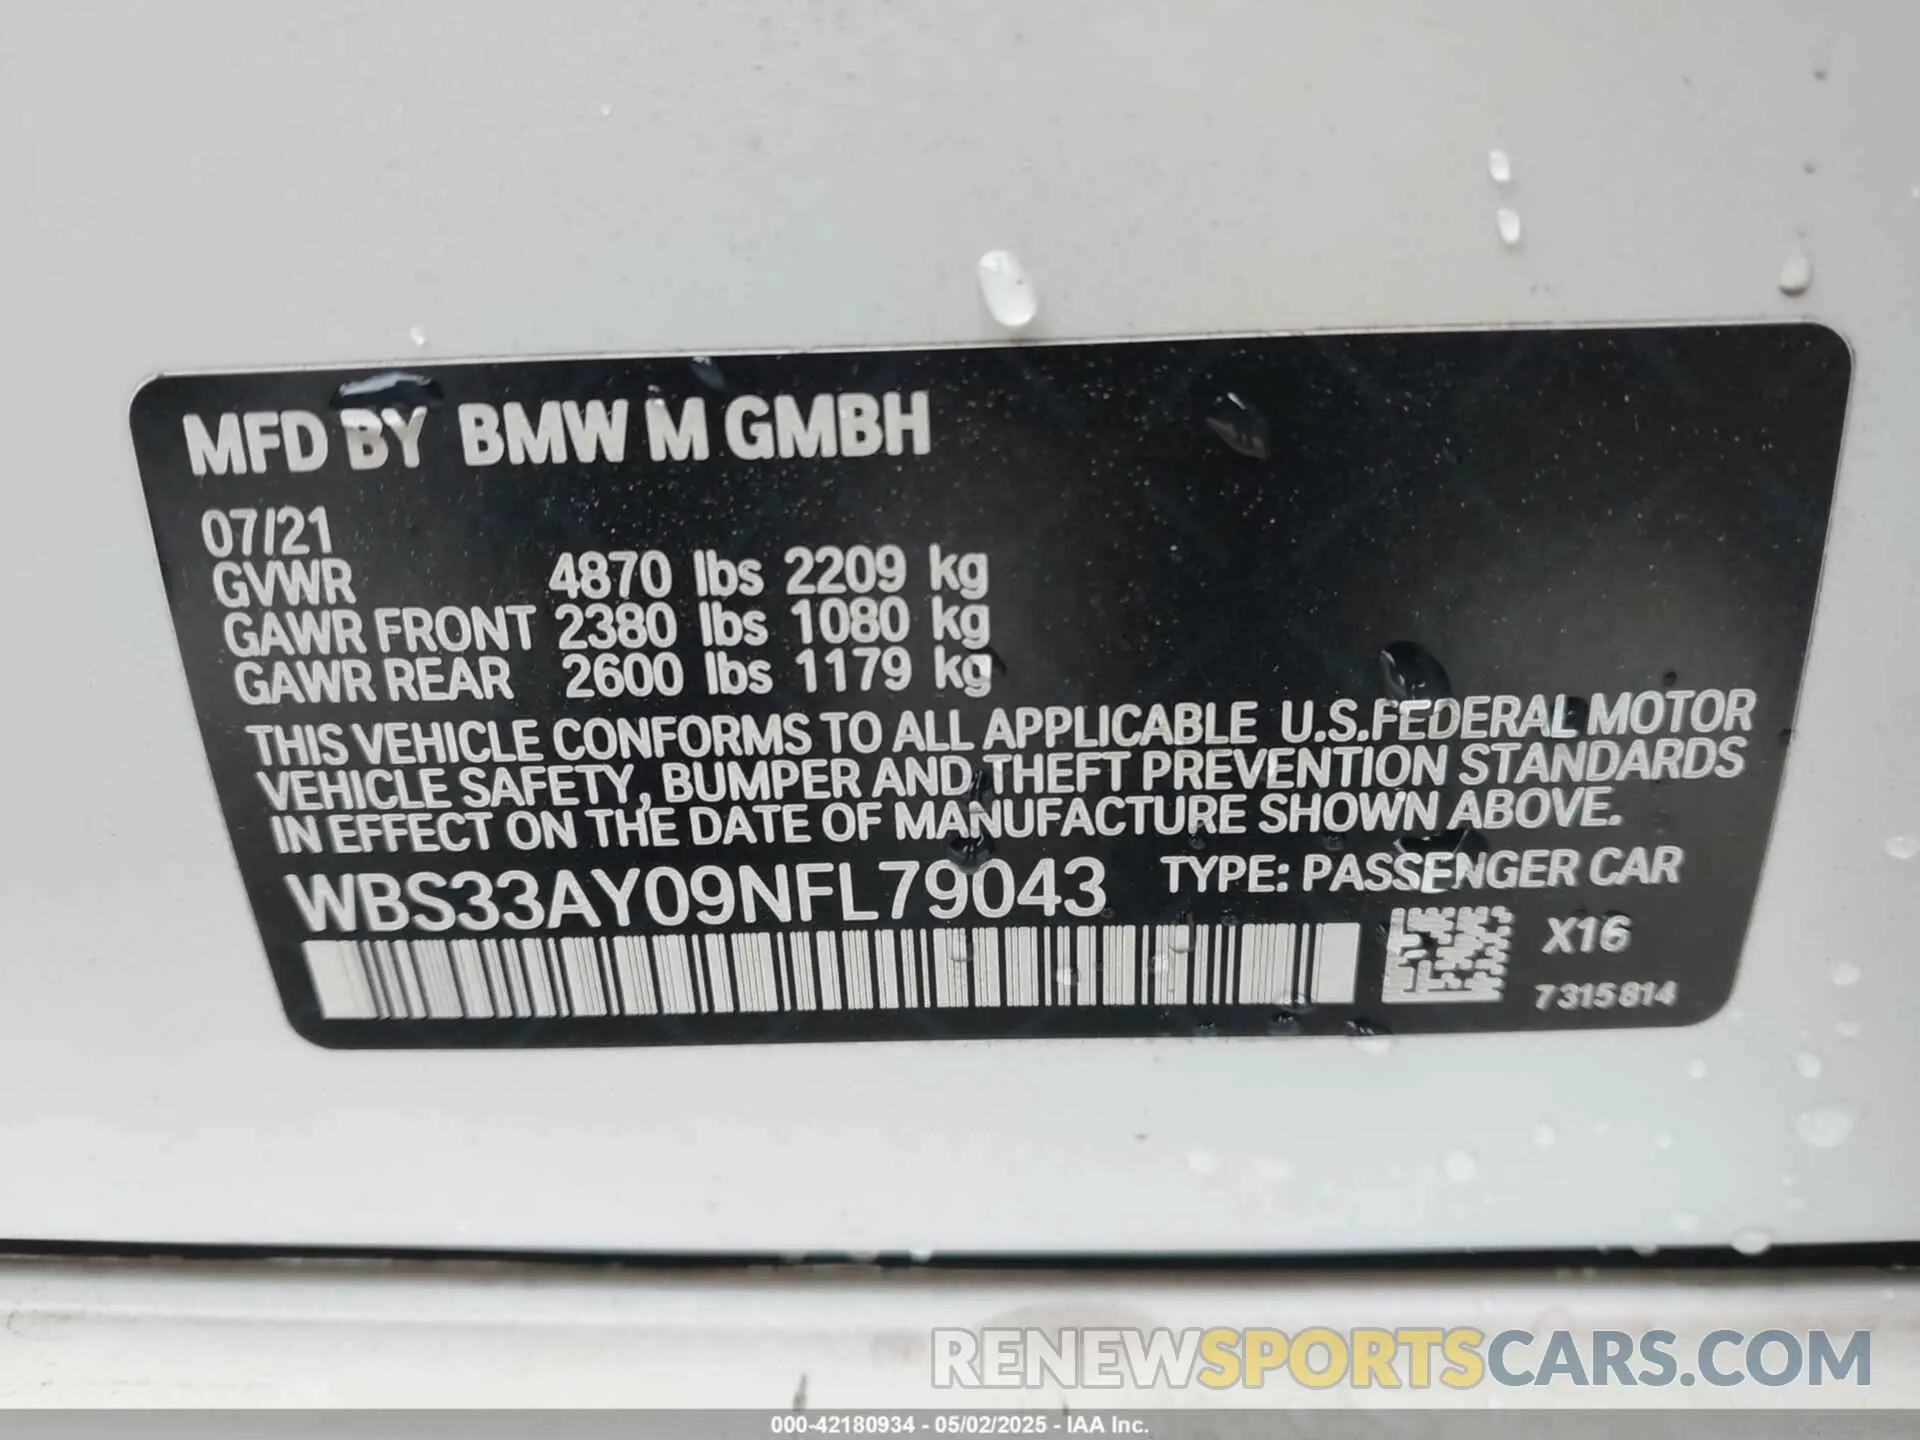 MFD BY BMW M GMBH
07/21
GVWR 4870 lbs 2209 kg
GAWR FRONT 2380 lbs 1080 kg
GAWR REAR 2600 lbs 1179 kg
THIS VEHICLE CONFORMS TO ALL APPLICABLE U.S.FEDERAL MOTOR
VEHICLE SAFETY, BUMPER AND THEFT PREVENTION STANDARDS
IN EFFECT ON THE DATE OF MANUFACTURE SHOWN ABOVE.
WBS33AY09NFL79043 TYPE: PASSENGER CAR
X16
7315814
RENEWSPORTSCARS.COM
000-42180934 - 05/02/2025 - IAA Inc.